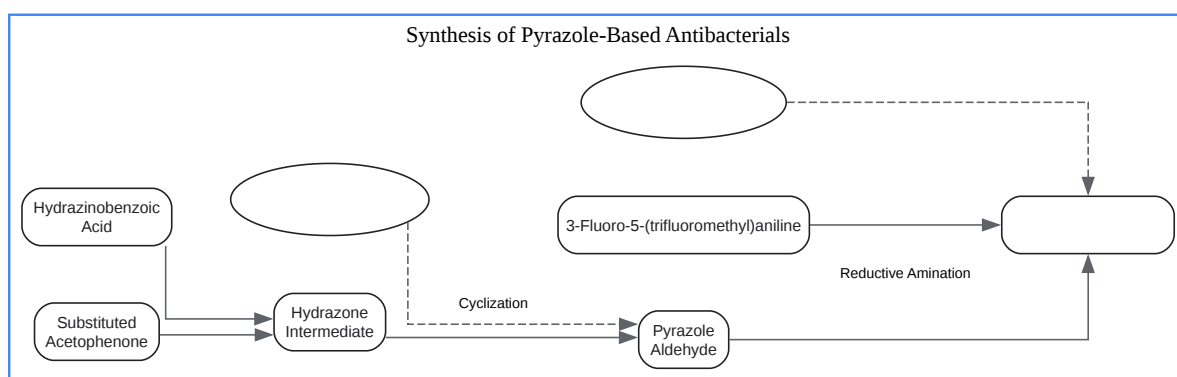 Synthesis of Pyrazole-Based Antibacterials
Hydrazinobenzoic
Acid
3-Fluoro-5-(trifluoromethyl)aniline
Reductive Amination
Cyclization
Substituted
Acetophenone
Hydrazone
Intermediate
Pyrazole
Aldehyde